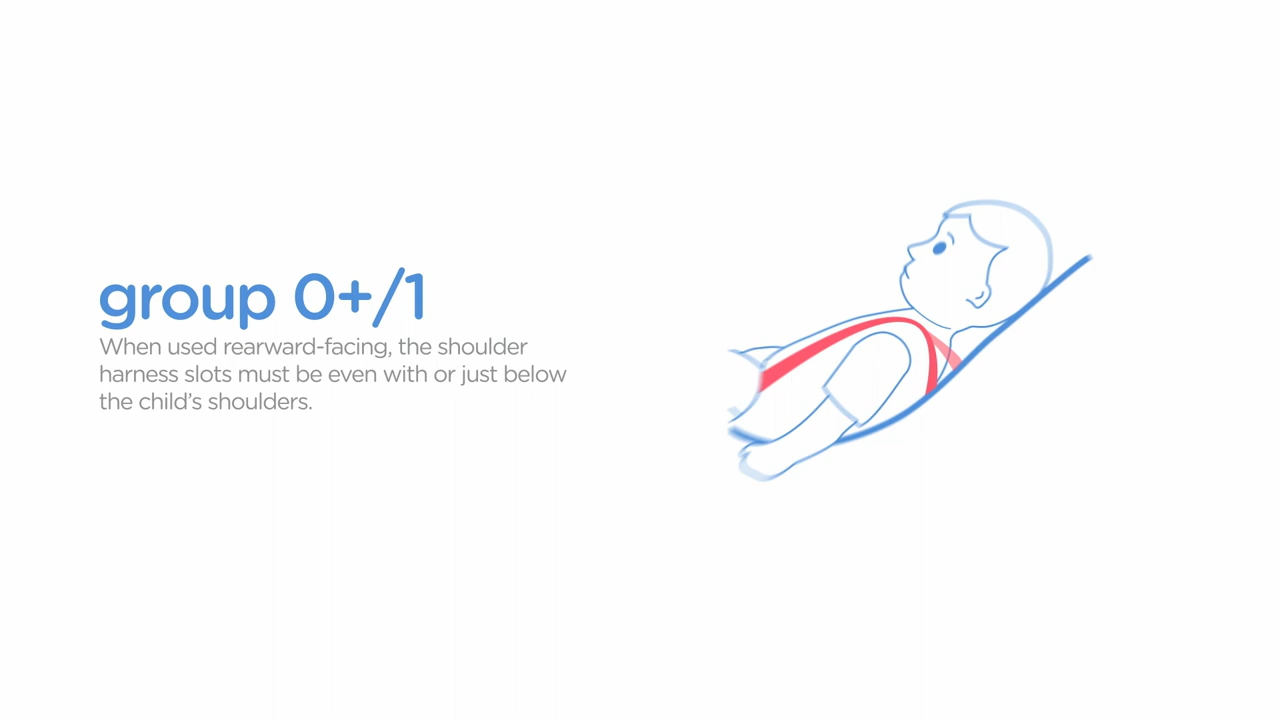 group 0+/1
When used rearward-facing, the shoulder
harness slots must be even with or just below
the child’s shoulders.